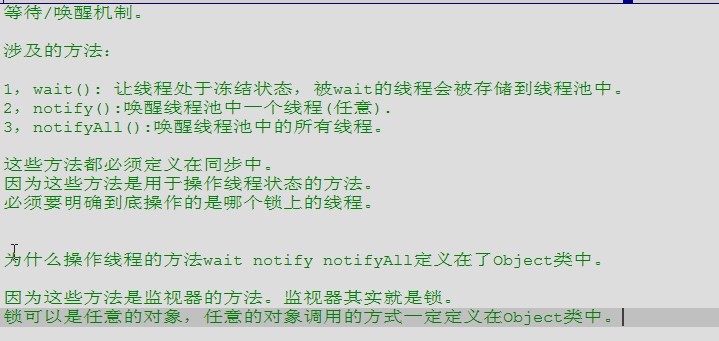 等待/唤醒机制。
涉及的方法：
1，wait()：让线程处于冻结状态，被wait的线程会被存储到线程池中。
2，notify():唤醒线程池中一个线程(任意).
3，notifyAll():唤醒线程池中的所有线程。
这些方法都必须定义在同步中。
因为这些方法是用于操作线程状态的方法。
必须要明确到底操作的是哪个锁上的线程。
为什么操作线程的方法wait notify notifyAll定义在了Object类中。
因为这些方法是监视器的方法。监视器其实就是锁。
锁可以是任意的对象，任意的对象调用的方式一定定义在Object类中。